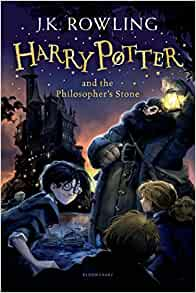 J.K. ROWLING
HARRY POTTER
and the
Philosopher's Stone
BLOOMSBURY